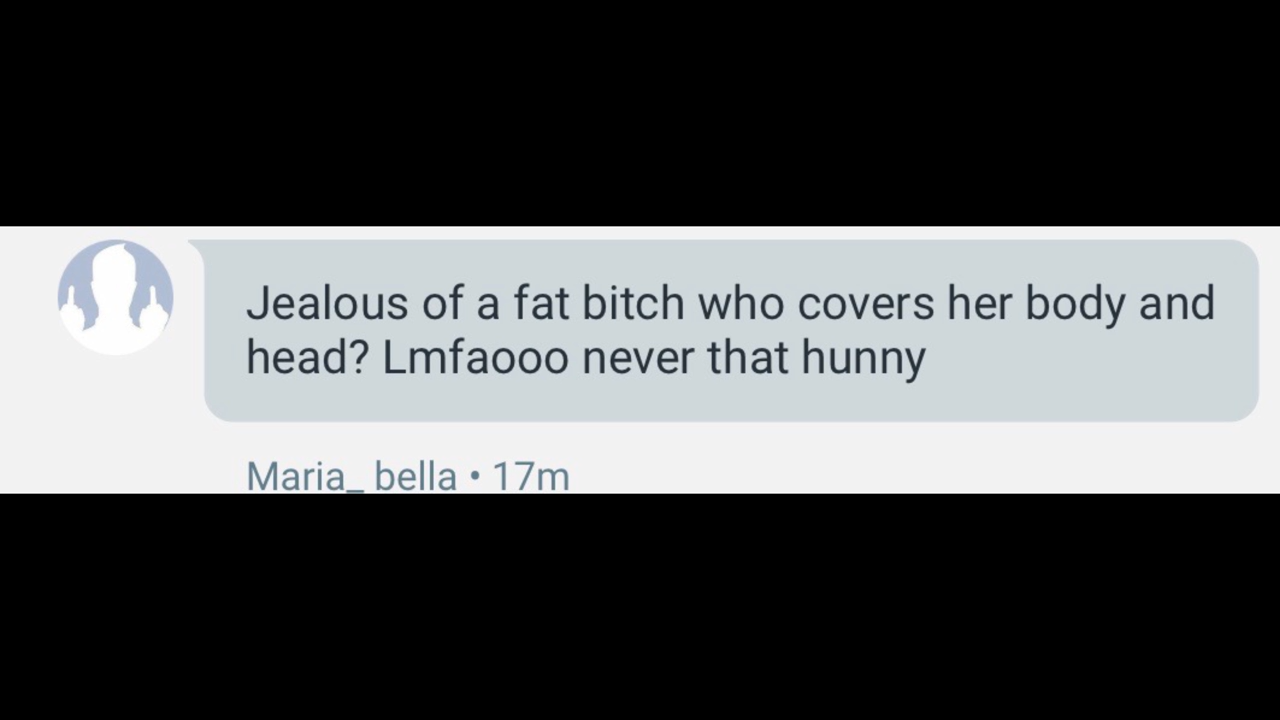 Jealous of a fat bitch who covers her body and
head? Lmfaooo never that hunny
Maria_ bella • 17m